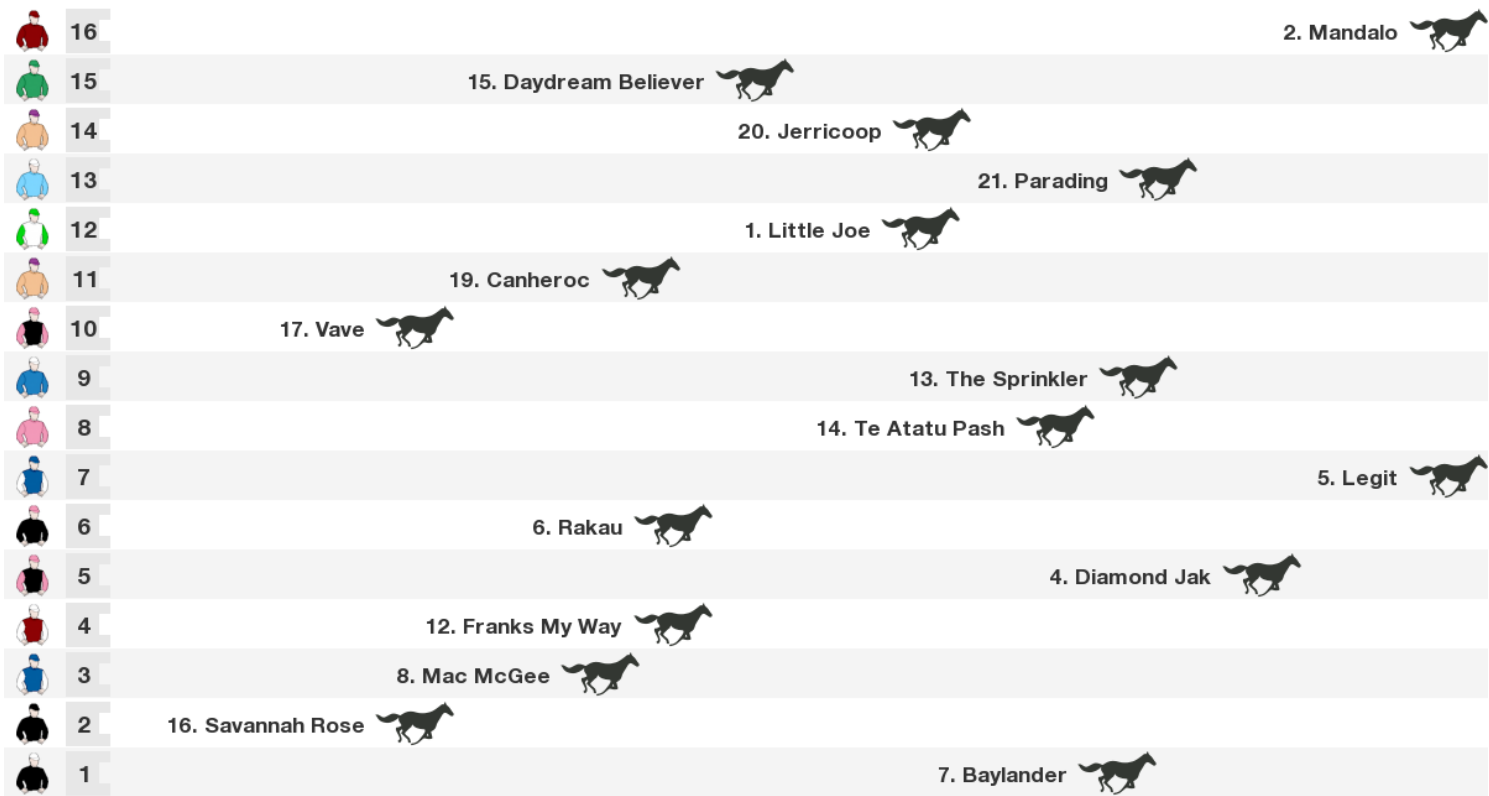 16 2. Mandalo
15 15. Daydream Believer
14 20. Jerricoop
13 21. Parading
12 1. Little Joe
11 19. Canheroc
10 17. Vave
9 13. The Sprinkler
8 14. Te Atatu Pash
7 5. Legit
6 6. Rakau
5 4. Diamond Jak
4 12. Franks My Way
3 8. Mac McGee
2 16. Savannah Rose
1 7. Baylander